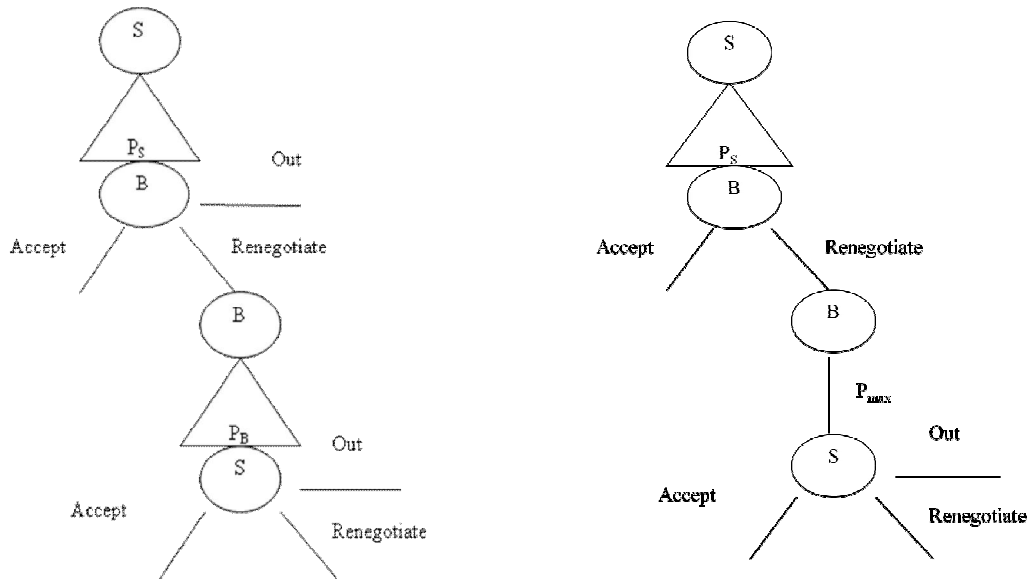 S
P_S
Out
B
Accept
Renegotiate
B
P_B
Out
S
Accept
Renegotiate
S
P_S
B
Accept
Renegotiate
B
P_max
Out
S
Accept
Renegotiate